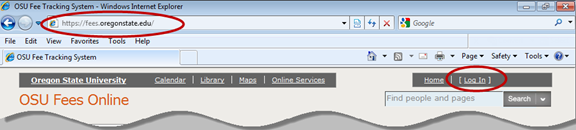 OSU Fee Tracking System - Windows Internet Explorer
https://fees.oregonstate.edu/
Google
File Edit View Favorites Tools Help
OSU Fee Tracking System
Page Safety Tools
Oregon State University Calendar | Library | Maps | Online Services Home | [ Log In ]
OSU Fees Online
Find people and pages Search